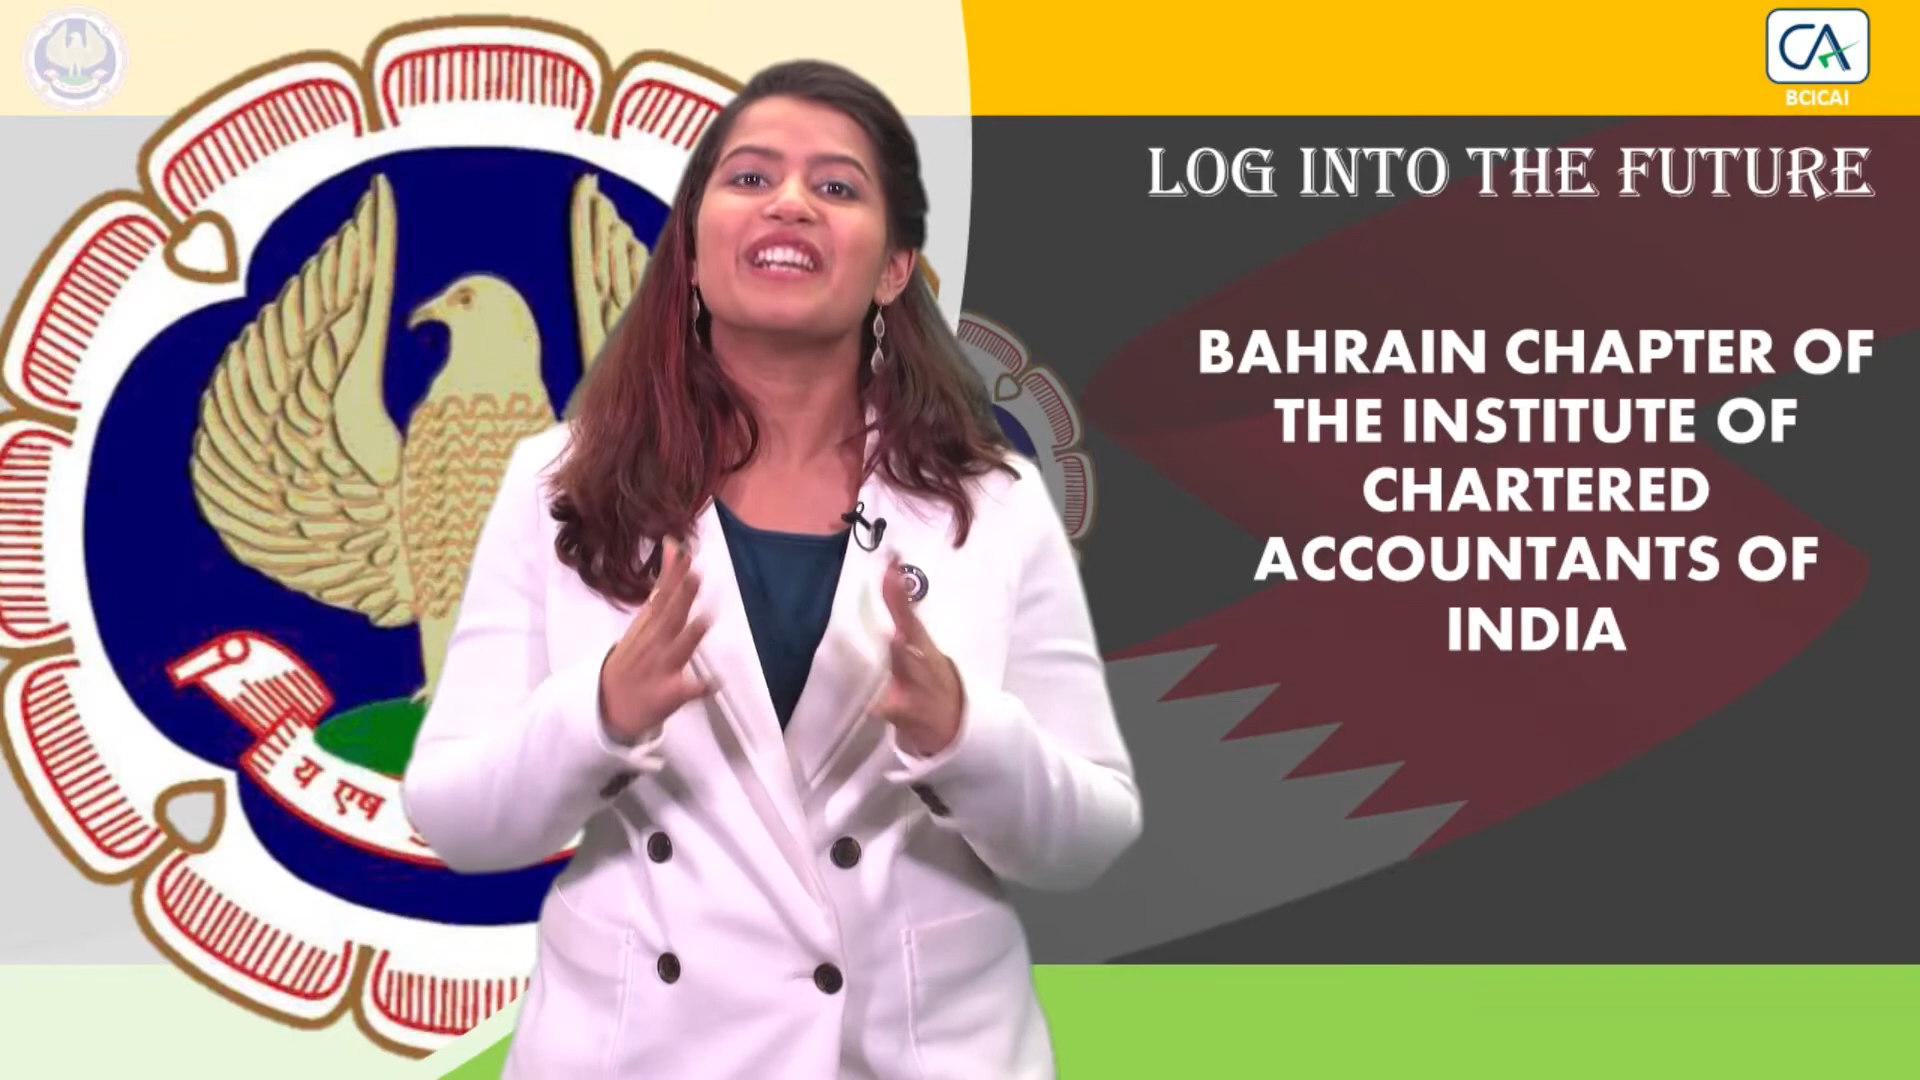 CA
BCICAI
LOG INTO THE FUTURE
BAHRAIN CHAPTER OF
THE INSTITUTE OF
CHARTERED
ACCOUNTANTS OF
INDIA
य एष